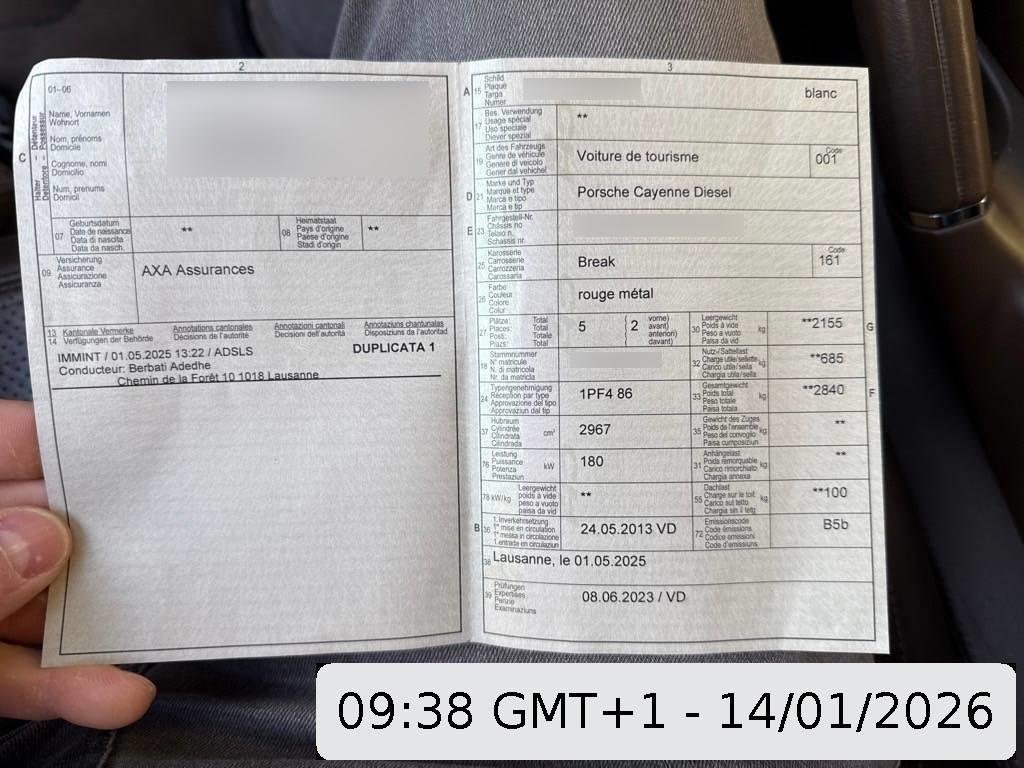 2
01-06
Name, Vornamen
Wohnort
Nom, prénoms
Domicile
Cognome, nomi
Domicilio
Num, prenums
Domicil
C
Halter
Détenteur
Detentore
Possessur
07
Geburtsdatum
Date de naissance
Data di nascita
Data da nasch.
**
08
Heimatstaat
Pays d'origine
Paese d'origine
Stadi d'origin
**
09
Versicherung
Assurance
Assicurazione
Assicuranza
AXA Assurances
13
14
Kantonale Vermerke
Verfügungen der Behörde
Annotations cantonales
Décisions de l'autorité
Annotazioni cantonali
Decisioni dell'autorità
Annotaziuns chantunalas
Disposiziuns da l'autoritad
IMMINT / 01.05.2025 13:22 / ADSLS
DUPLICATA 1
Conducteur: Berbati Adedhe
Chemin de la Forêt 10 1018 Lausanne
3
A
15
Schild
Plaque
Targa
Numer
blanc
17
Bes. Verwendung
Usage spécial
Uso speciale
Diever spezial
**
19
Art des Fahrzeugs
Genre de véhicule
Genere di veicolo
Gener dal vehichel
Voiture de tourisme
Code
001
D
21
Marke und Typ
Marque et type
Marca e tipo
Marca e tip
Porsche Cayenne Diesel
E
23
Fahrgestell-Nr.
Châssis no
Telaio n.
Schassis nr.
25
Karosserie
Carrosserie
Carrozzeria
Carossaria
Break
Code
161
26
Farbe
Couleur
Colore
Colur
rouge métal
27
Plätze: Total
Places: Total
Posti: Totale
Plazs: Total
5
2
vorne)
avant)
anteriori)
davant)
30
Leergewicht
Poids à vide
Peso a vuoto
Paisa da vid
kg
**2155
G
18
Stammnummer
N° matricule
N. di matricola
Nr. da matricla
32
Nutz-/Sattellast
Charge utile/sellette
Carico utile/sella
Chargia utila/sella
kg
**685
24
Typengenehmigung
Réception par type
Approvazione del tipo
Approvaziun dal tip
1PF4 86
33
Gesamtgewicht
Poids total
Peso totale
Paisa totala
kg
**2840
F
37
Hubraum
Cylindrée
Cilindrata
Cilindrada
cm³
2967
35
Gewicht des Zuges
Poids de l'ensemble
Peso del convoglio
Paisa cumposiziun
kg
**
76
Leistung
Puissance
Potenza
Prestaziun
kW
180
31
Anhängelast
Poids remorquable
Carico rimorchiato
Chargia annexa
kg
**
78 kW/kg
Leergewicht
poids à vide
peso a vuoto
paisa da vid
**
55
Dachlast
Charge sur le toit
Carico sul tetto
Chargia sin il tetg
kg
**100
B
36
1. Inverkehrsetzung
1re mise en circulation
1a messa in circolazione
1. entrada en circulaziun
24.05.2013 VD
72
Emissionscode
Code émissions
Codice emissioni
Code d'emissiuns
B5b
38
Lausanne, le 01.05.2025
39
Prüfungen
Expertises
Perizie
Examinaziuns
08.06.2023 / VD
09:38 GMT+1 - 14/01/2026